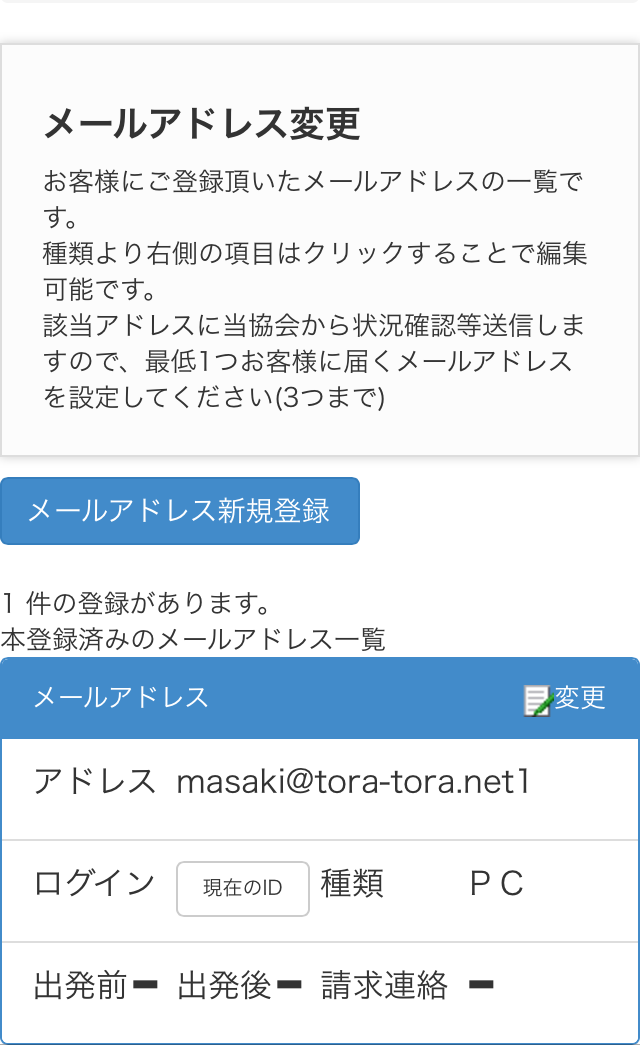 メールアドレス変更
お客様にご登録頂いたメールアドレスの一覧で
す。
種類より右側の項目はクリックすることで編集
可能です。
該当アドレスに当協会から状況確認等送信しま
すので、最低1つお客様に届くメールアドレス
を設定してください(3つまで)
メールアドレス新規登録
1 件の登録があります。
本登録済みのメールアドレス一覧
メールアドレス 変更
アドレス masaki@tora-tora.net1
ログイン 現在のID 種類 ＰＣ
出発前 ━ 出発後 ━ 請求連絡 ━